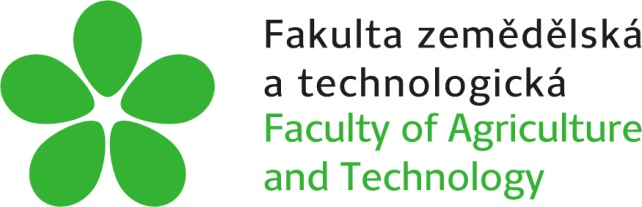 Fakulta zemědělská
a technologická
Faculty of Agriculture
and Technology